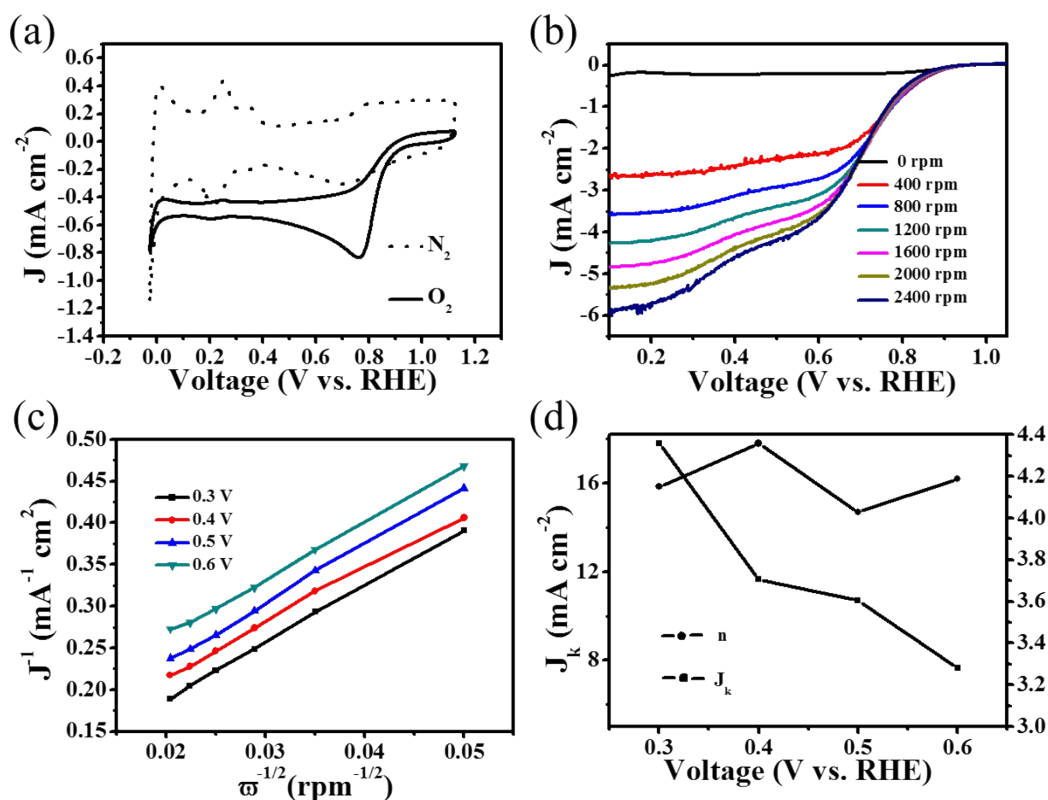 (a)
J (mA cm-2)
0.6
0.4
0.2
0.0
-0.2
-0.4
-0.6
-0.8
-1.0
-1.2
-1.4
N2
O2
-0.2 0.0 0.2 0.4 0.6 0.8 1.0 1.2
Voltage (V vs. RHE)
(b)
J (mA cm-2)
0
-1
-2
-3
-4
-5
-6
0 rpm
400 rpm
800 rpm
1200 rpm
1600 rpm
2000 rpm
2400 rpm
0.2 0.4 0.6 0.8 1.0
Voltage (V vs. RHE)
(c)
J-1 (mA-1 cm2)
0.50
0.45
0.40
0.35
0.30
0.25
0.20
0.15
0.3 V
0.4 V
0.5 V
0.6 V
0.02 0.03 0.04 0.05
ϖ-1/2 (rpm-1/2)
(d)
Jk (mA cm-2)
16
12
8
n
Jk
4.4
4.2
4.0
3.8
3.6
3.4
3.2
3.0
0.3 0.4 0.5 0.6
Voltage (V vs. RHE)